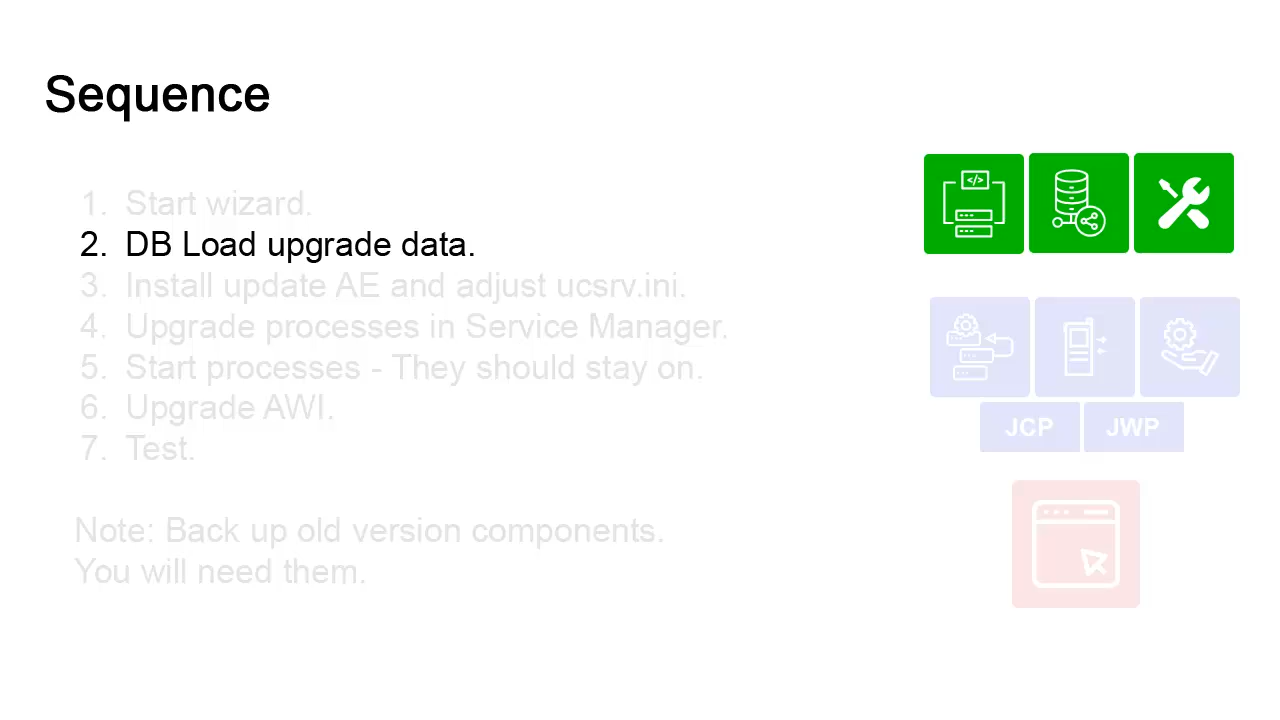 Sequence
1. Start wizard.
2. DB Load upgrade data.
3. Install update AE and adjust ucsrv.ini.
4. Upgrade processes in Service Manager.
5. Start processes - They should stay on.
6. Upgrade AWI.
7. Test.
Note: Back up old version components.
You will need them.
</>
JCP
JWP